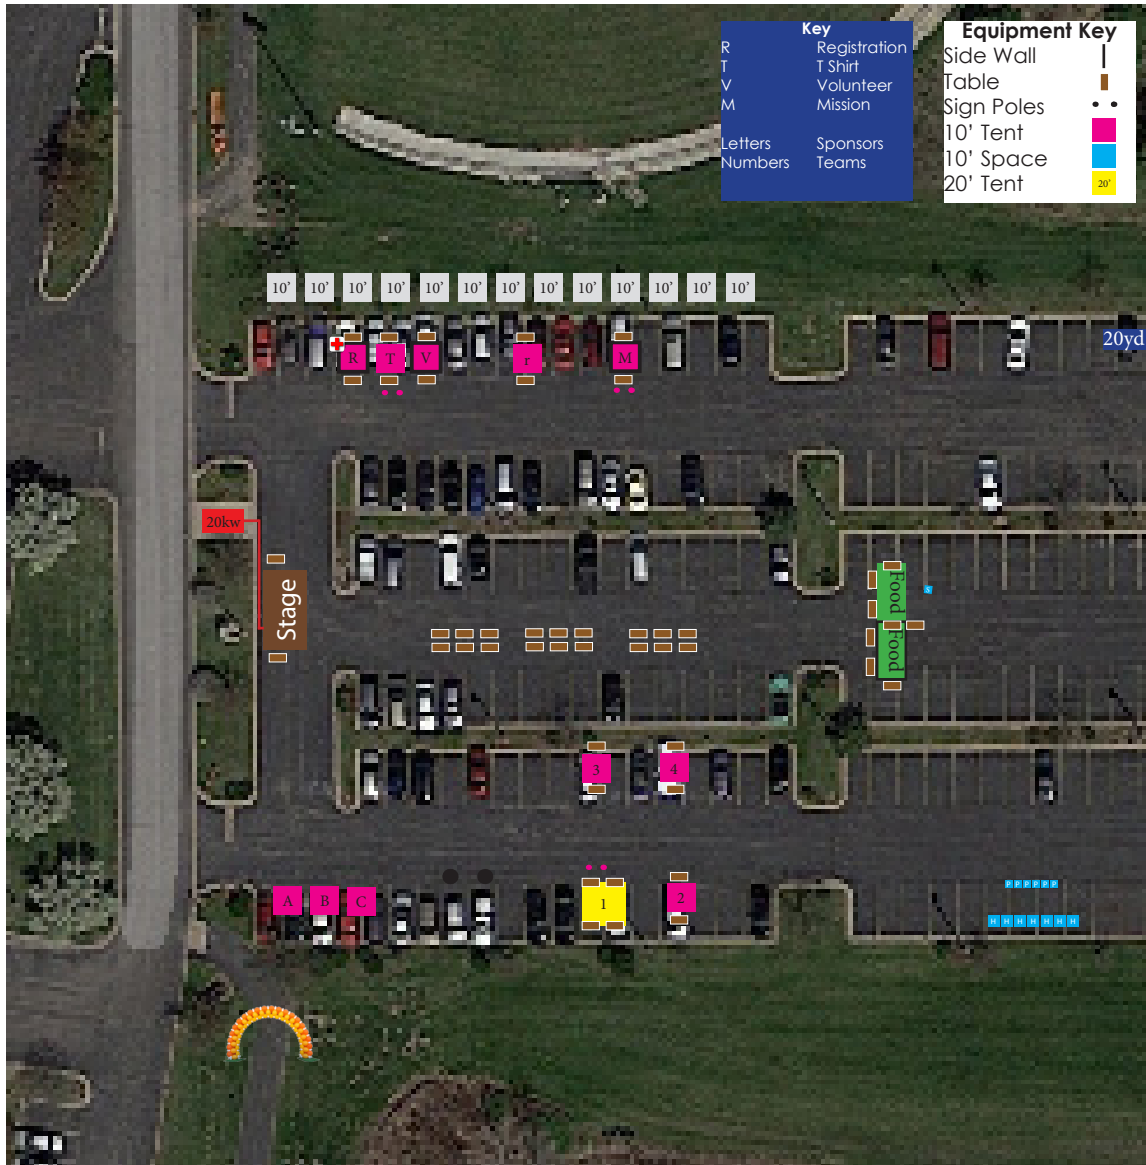 Key
R Registration
T T Shirt
V Volunteer
M Mission
Letters Sponsors
Numbers Teams
Equipment Key
Side Wall
Table
Sign Poles
10’ Tent
10’ Space
20’ Tent 20'
10’ 10’ 10’ 10’ 10’ 10’ 10’ 10’ 10’ 10’ 10’ 10’ 10’
R T V r M
20yd
20kw
Stage
Food
S
Food
3 4
1 2
A B C
P P P P P P
H H H H H H H